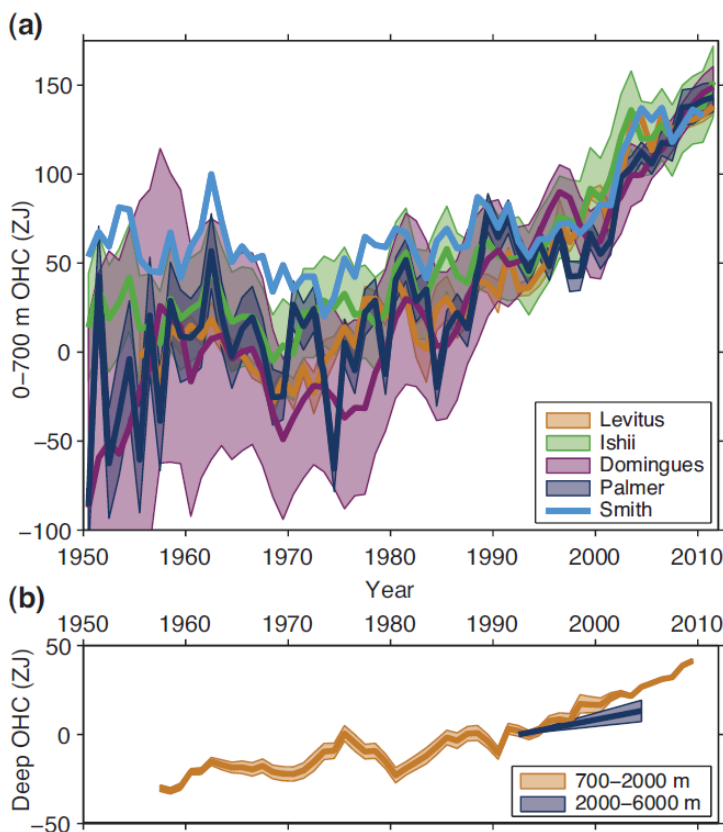 (a)
0–700 m OHC (ZJ)
150
100
50
0
−50
−100
Levitus
Ishii
Domingues
Palmer
Smith
1950 1960 1970 1980 1990 2000 2010
Year
(b)
1950 1960 1970 1980 1990 2000 2010
Deep OHC (ZJ)
50
0
−50
700–2000 m
2000–6000 m